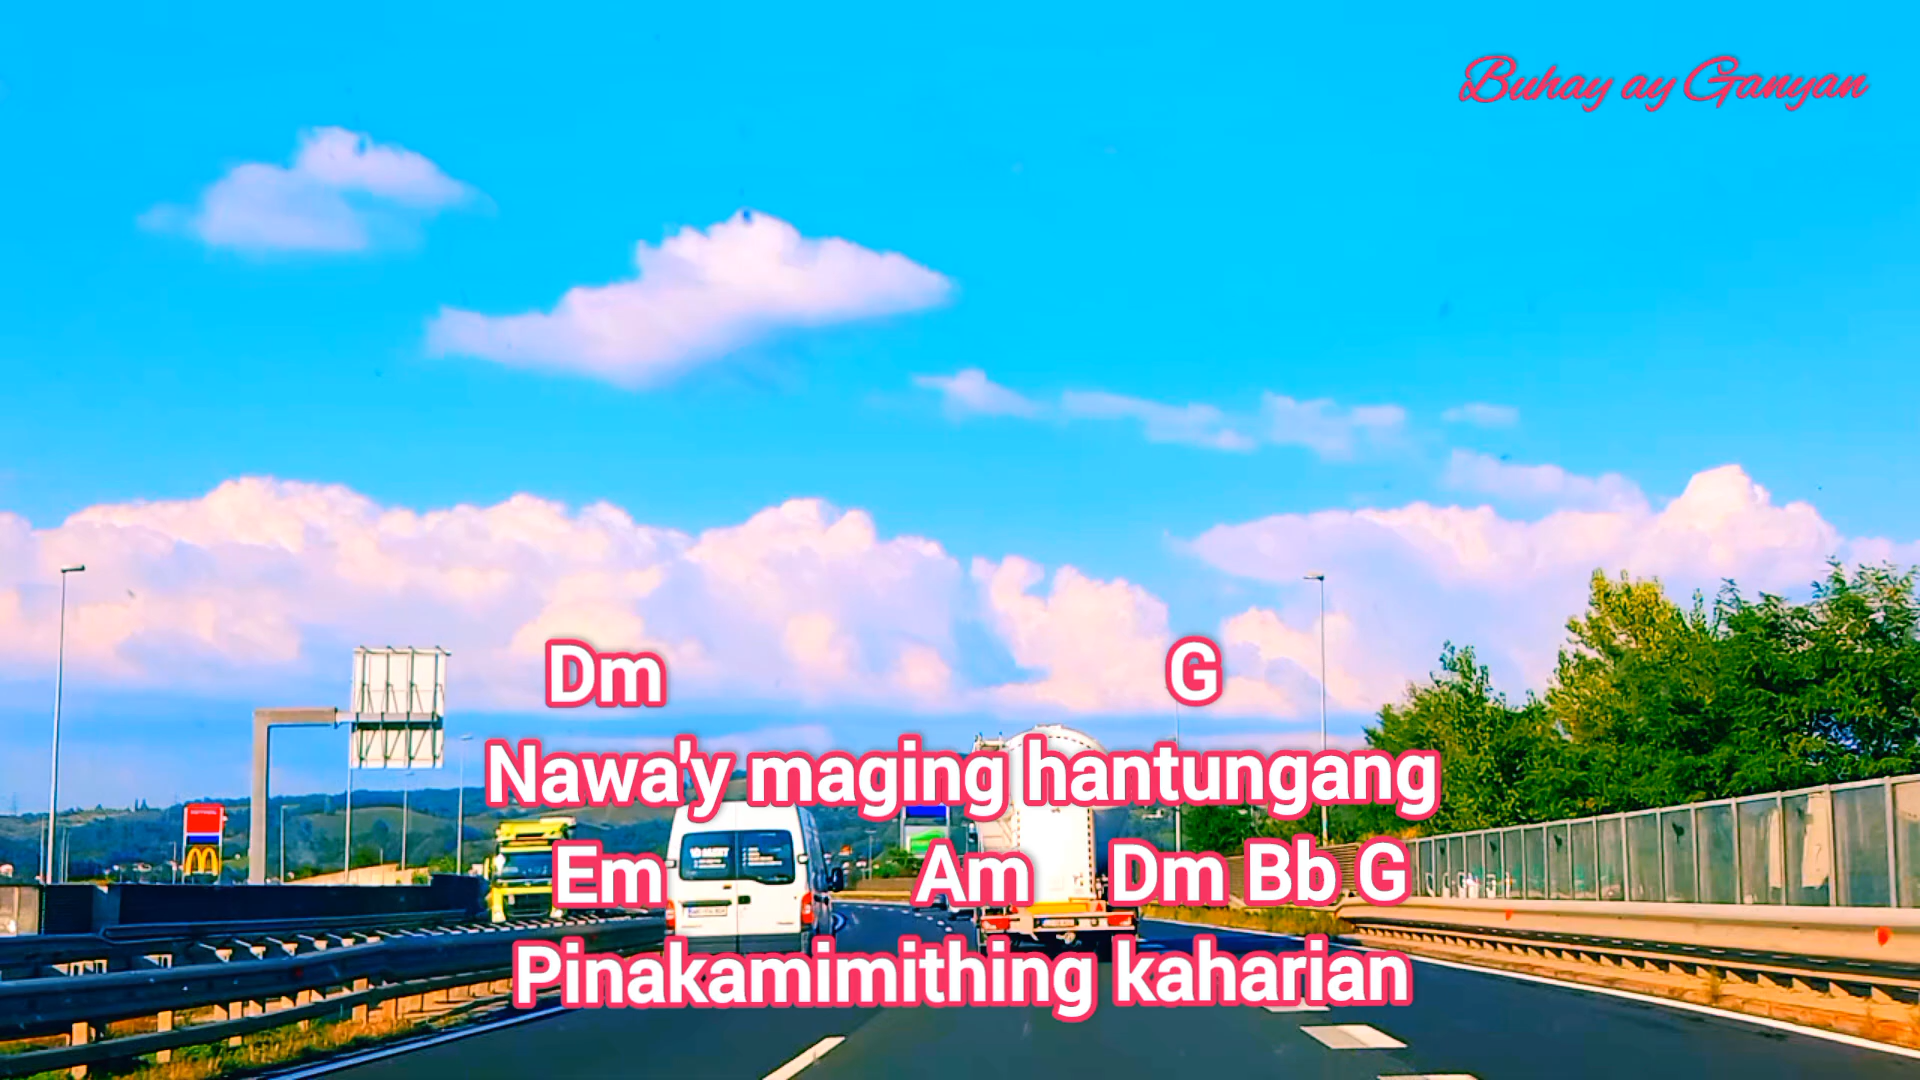 Buhay ay Ganyan
Dm G
Nawa'y maging hantungang
Em Am Dm Bb G
Pinakamimithing kaharian